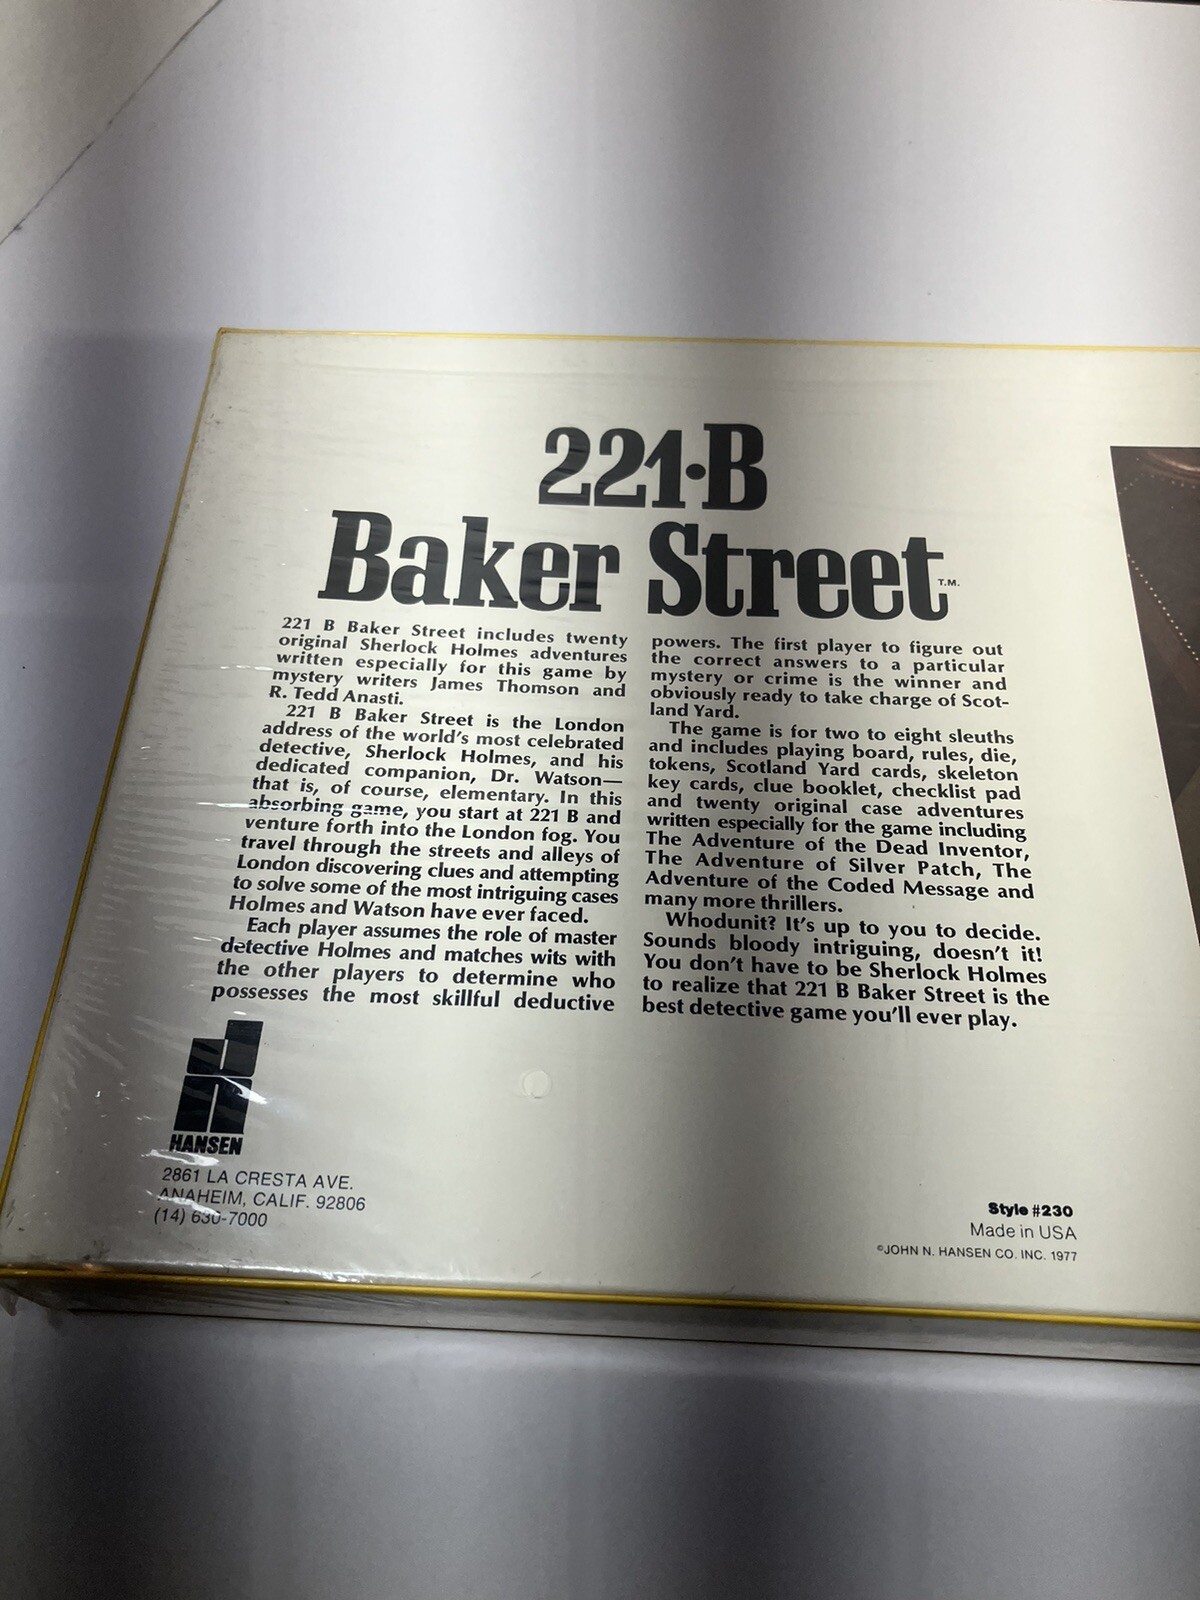 221·B
Baker Street
T.M.
221 B Baker Street includes twenty
original Sherlock Holmes adventures
written especially for this game by
mystery writers James Thomson and
R. Tedd Anasti.
221 B Baker Street is the London
address of the world's most celebrated
detective, Sherlock Holmes, and his
dedicated companion, Dr. Watson—
that is, of course, elementary. In this
absorbing game, you start at 221 B and
venture forth into the London fog. You
travel through the streets and alleys of
London discovering clues and attempting
to solve some of the most intriguing cases
Holmes and Watson have ever faced.
Each player assumes the role of master
detective Holmes and matches wits with
the other players to determine who
possesses the most skillful deductive
powers. The first player to figure out
the correct answers to a particular
mystery or crime is the winner and
obviously ready to take charge of Scot-
land Yard.
The game is for two to eight sleuths
and includes playing board, rules, die,
tokens, Scotland Yard cards, skeleton
key cards, clue booklet, checklist pad
and twenty original case adventures
written especially for the game including
The Adventure of the Dead Inventor,
The Adventure of Silver Patch, The
Adventure of the Coded Message and
many more thrillers.
Whodunit? It's up to you to decide.
Sounds bloody intriguing, doesn't it!
You don't have to be Sherlock Holmes
to realize that 221 B Baker Street is the
best detective game you'll ever play.
HANSEN
2861 LA CRESTA AVE.
ANAHEIM, CALIF. 92806
(14) 630-7000
Style #230
Made in USA
©JOHN N. HANSEN CO. INC. 1977